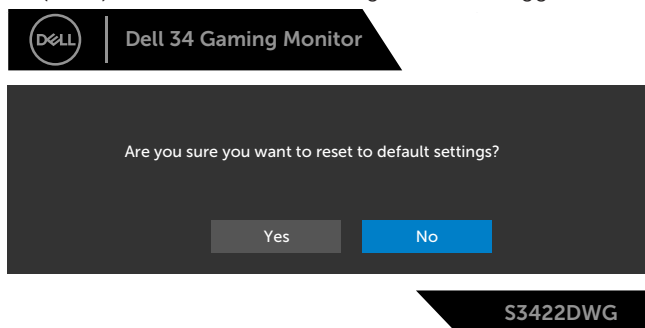 DELL
Dell 34 Gaming Monitor
Are you sure you want to reset to default settings?
Yes
No
S3422DWG